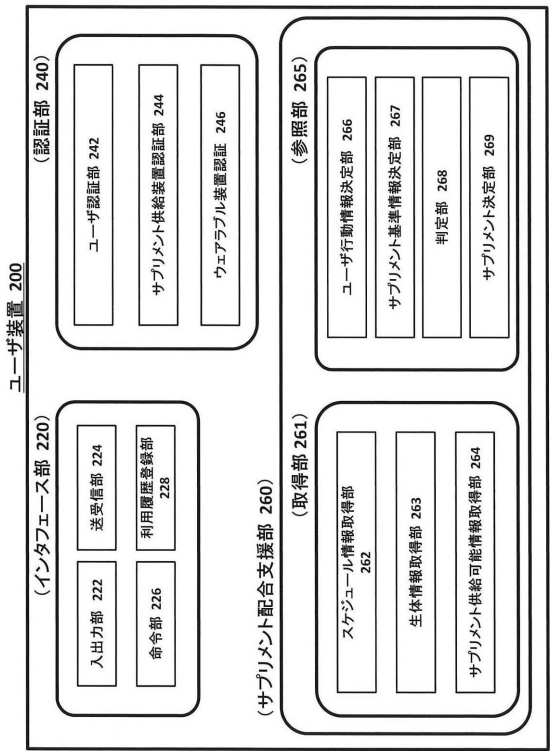 ユーザ装置 200
(インタフェース部 220)
入出力部 222
送受信部 224
命令部 226
利用履歴登録部
228
(認証部 240)
ユーザ認証部 242
サプリメント供給装置認証部 244
ウェアラブル装置認証 246
(サプリメント配合支援部 260)
(取得部 261)
スケジュール情報取得部
262
生体情報取得部 263
サプリメント供給可能情報取得部 264
(参照部 265)
ユーザ行動情報決定部 266
サプリメント基準情報決定部 267
判定部 268
サプリメント決定部 269